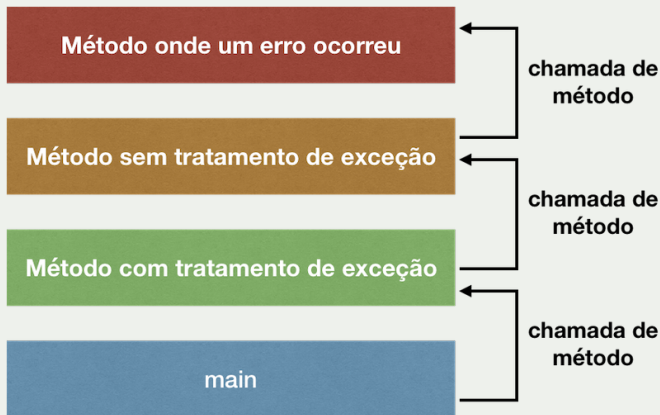 Método onde um erro ocorreu
chamada de
método
Método sem tratamento de exceção
chamada de
método
Método com tratamento de exceção
chamada de
método
main